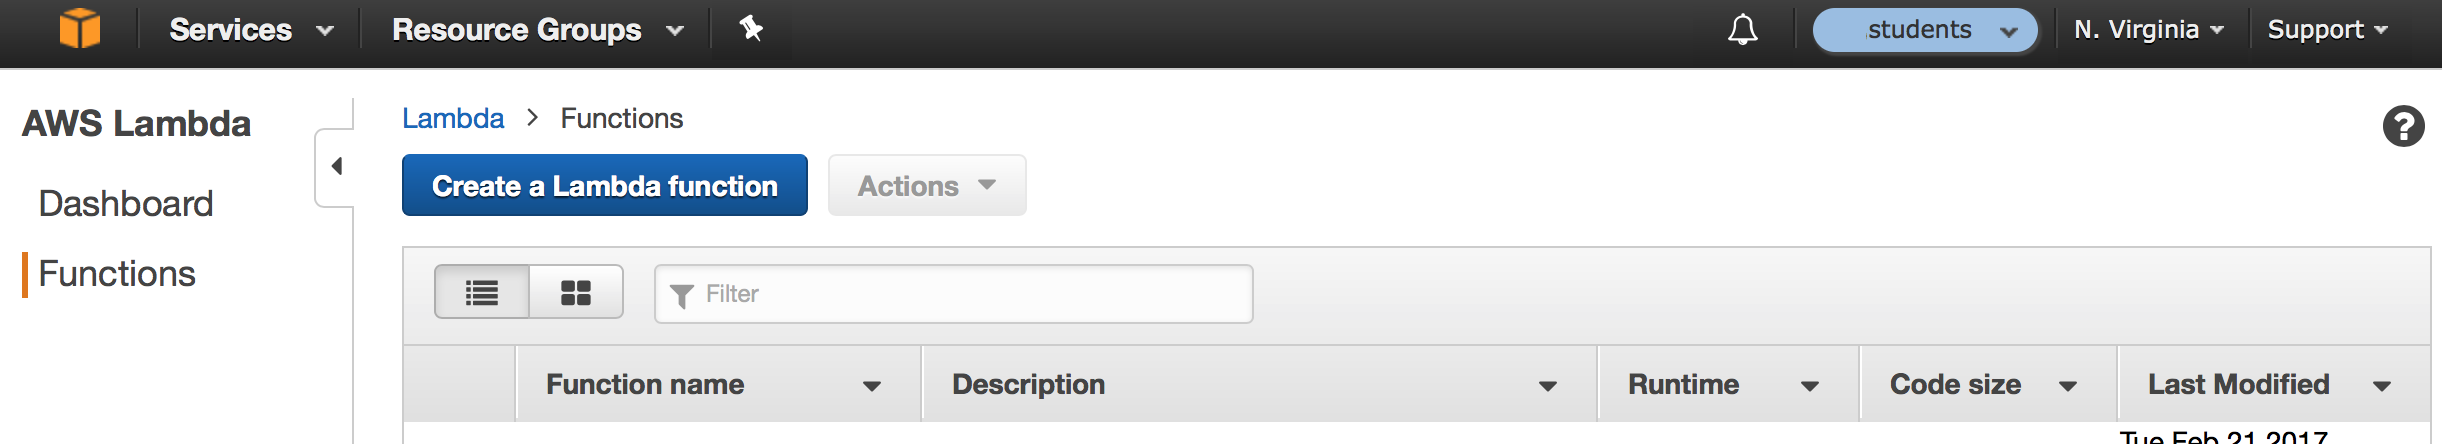 Services Resource Groups students N. Virginia Support
AWS Lambda
Lambda > Functions
Create a Lambda function Actions
Dashboard
Functions
Filter
Function name Description Runtime Code size Last Modified
Tue Feb 21 2017